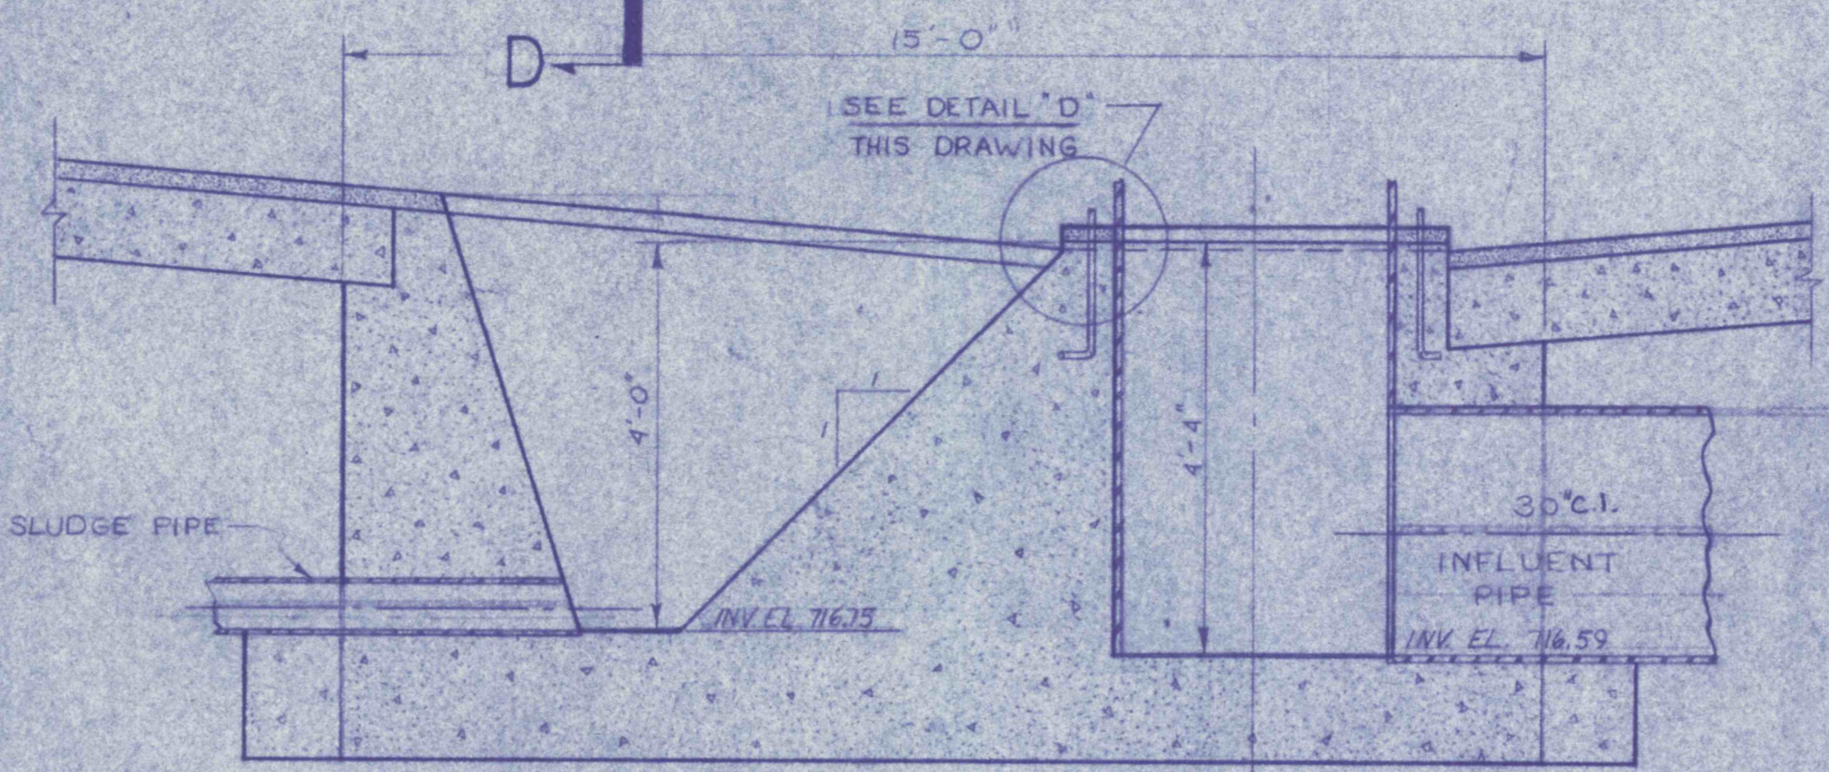 15'-0"
D
SEE DETAIL "D"
THIS DRAWING
1
1
4'-0"
4'-4"
SLUDGE PIPE
30" C.I.
INFLUENT
PIPE
INV. EL. 716.75
INV. EL. 716.59